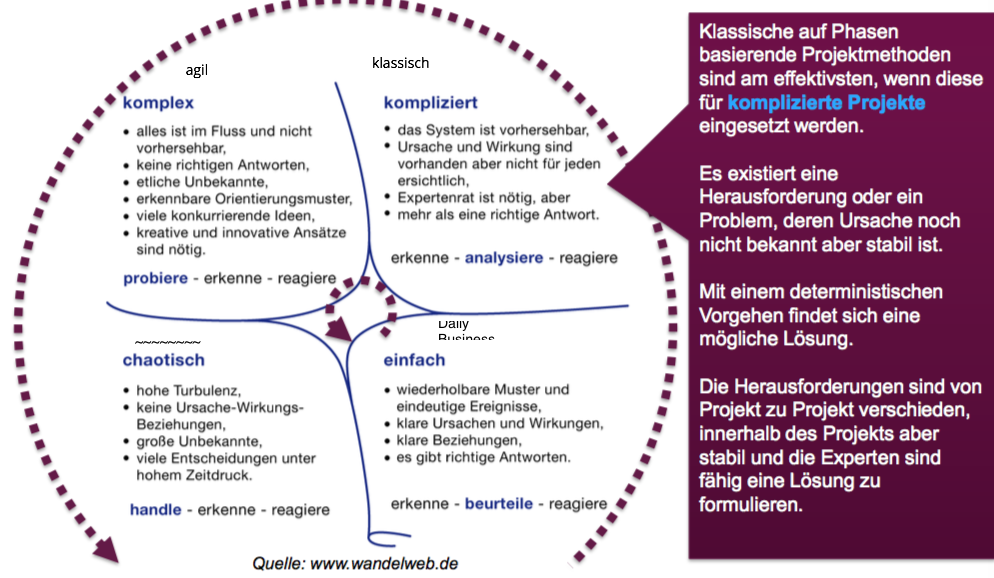 agil
klassisch
komplex
• alles ist im Fluss und nicht
vorhersehbar,
• keine richtigen Antworten,
• etliche Unbekannte,
• erkennbare Orientierungsmuster,
• viele konkurrierende Ideen,
• kreative und innovative Ansätze
sind nötig.
probiere - erkenne - reagiere
kompliziert
• das System ist vorhersehbar,
• Ursache und Wirkung sind
vorhanden aber nicht für jeden
ersichtlich,
• Expertenrat ist nötig, aber
• mehr als eine richtige Antwort.
erkenne - analysiere - reagiere
~~~~~~~~
chaotisch
• hohe Turbulenz,
• keine Ursache-Wirkungs-
Beziehungen,
• große Unbekannte,
• viele Entscheidungen unter
hohem Zeitdruck.
handle - erkenne - reagiere
Daily
Business
einfach
• wiederholbare Muster und
eindeutige Ereignisse,
• klare Ursachen und Wirkungen,
• klare Beziehungen,
• es gibt richtige Antworten.
erkenne - beurteile - reagiere
Quelle: www.wandelweb.de
Klassische auf Phasen
basierende Projektmethoden
sind am effektivsten, wenn diese
für komplizierte Projekte
eingesetzt werden.
Es existiert eine
Herausforderung oder ein
Problem, deren Ursache noch
nicht bekannt aber stabil ist.
Mit einem deterministischen
Vorgehen findet sich eine
mögliche Lösung.
Die Herausforderungen sind von
Projekt zu Projekt verschieden,
innerhalb des Projekts aber
stabil und die Experten sind
fähig eine Lösung zu
formulieren.